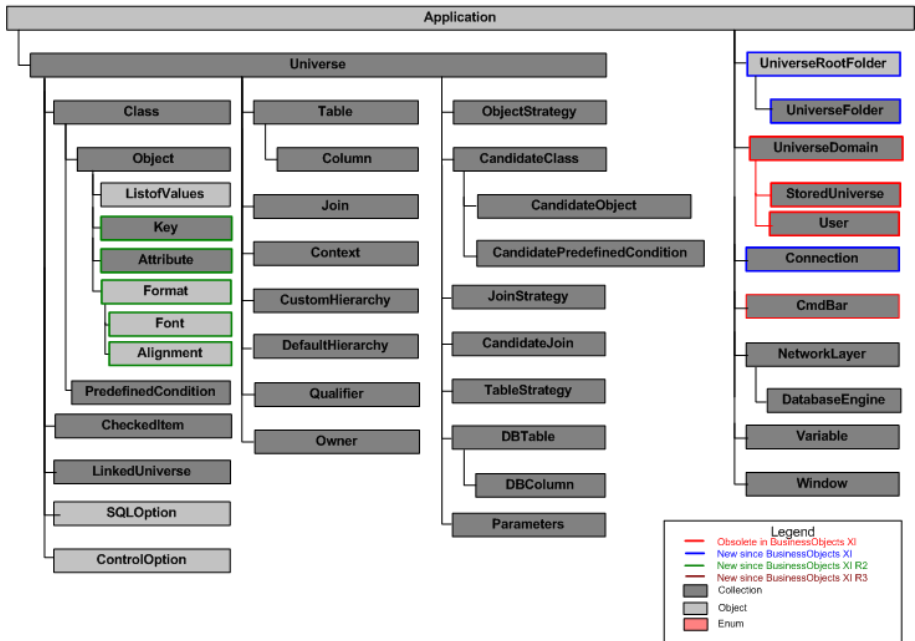 Application
Universe
Class
Object
ListofValues
Key
Attribute
Format
Font
Alignment
PredefinedCondition
CheckedItem
LinkedUniverse
SQLOption
ControlOption
Table
Column
Join
Context
CustomHierarchy
DefaultHierarchy
Qualifier
Owner
ObjectStrategy
CandidateClass
CandidateObject
CandidatePredefinedCondition
JoinStrategy
CandidateJoin
TableStrategy
DBTable
DBColumn
Parameters
UniverseRootFolder
UniverseFolder
UniverseDomain
StoredUniverse
User
Connection
CmdBar
NetworkLayer
DatabaseEngine
Variable
Window
Legend
Obsolete in BusinessObjects XI
New since BusinessObjects XI
New since BusinessObjects XI R2
New since BusinessObjects XI R3
Collection
Object
Enum